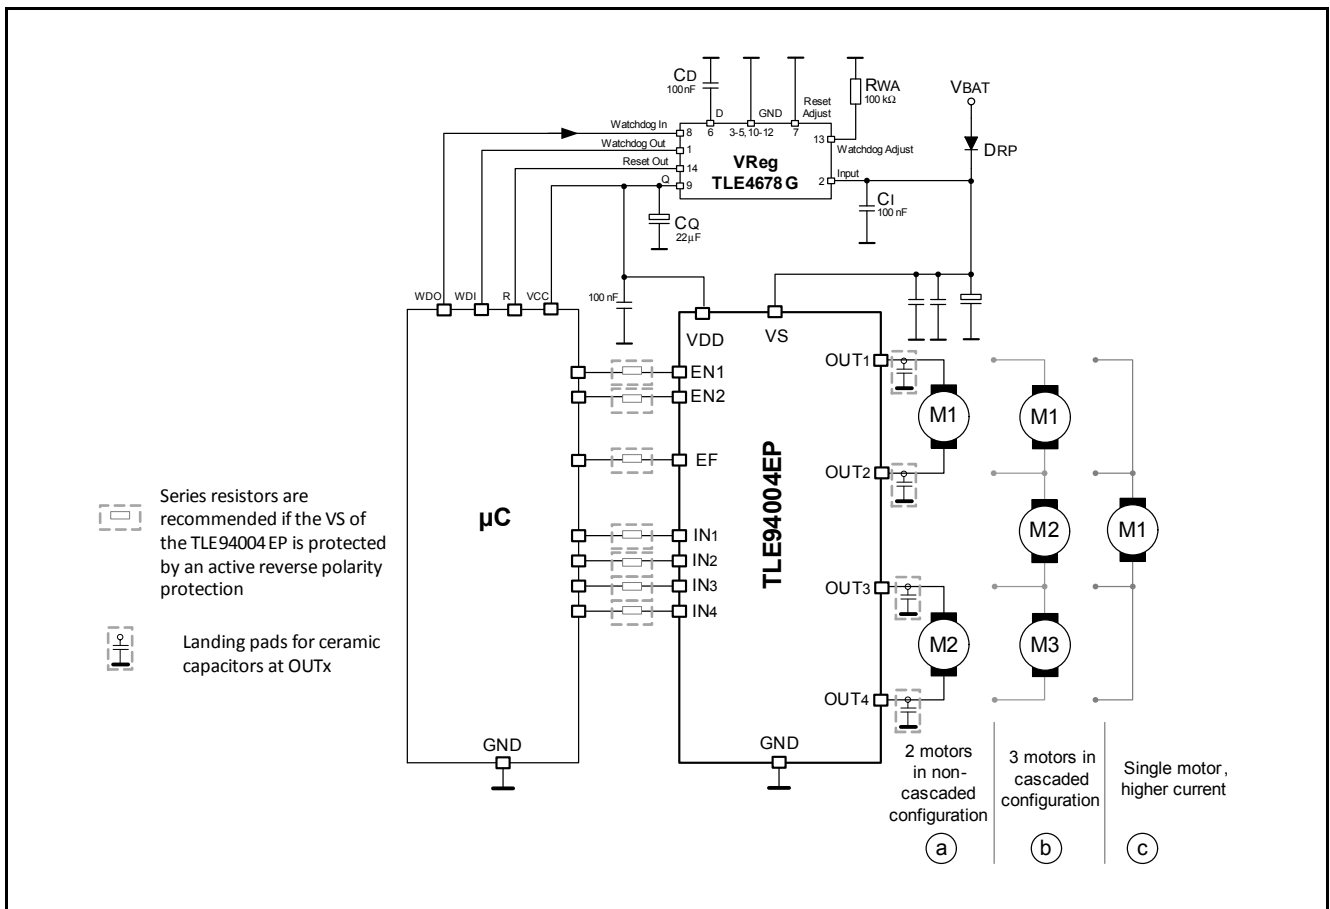 CD
100nF
RWA
100 kΩ
VBAT
DRP
D
GND
Reset
Adjust
Watchdog In
8
6
3-5, 10-12
7
13
Watchdog Out
1
Watchdog Adjust
Reset Out
14
VReg
TLE4678 G
Q
9
2
Input
CI
100 nF
CQ
22µF
WDO
WDI
R
VCC
100 nF
VDD
VS
OUT1
EN1
EN2
M1
M1
EF
OUT2
Series resistors are
recommended if the VS of
the TLE94004 EP is protected
by an active reverse polarity
protection
µC
TLE94004EP
IN1
IN2
IN3
IN4
M2
M1
OUT3
Landing pads for ceramic
capacitors at OUTx
M2
M3
OUT4
GND
GND
2 motors
in non-
cascaded
configuration
3 motors in
cascaded
configuration
Single motor,
higher current
a
b
c